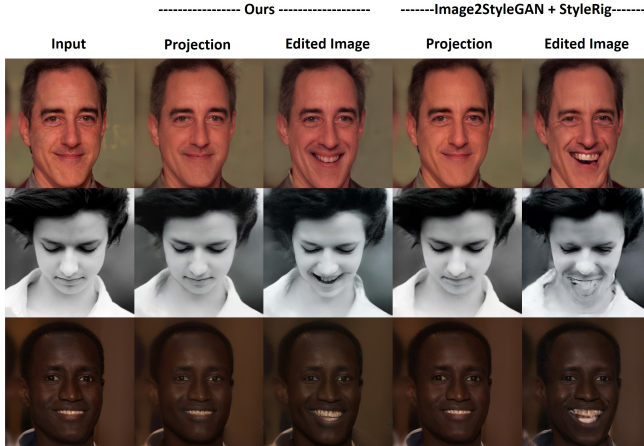 ----------------- Ours -------------------
-------Image2StyleGAN + StyleRig-------
Input
Projection
Edited Image
Projection
Edited Image